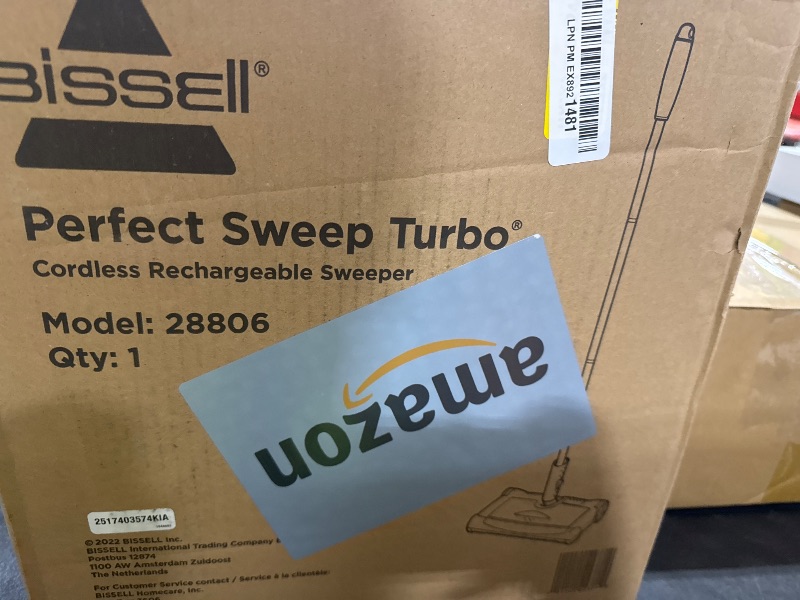 BISSELL®
LPN PM EX8921481
Perfect Sweep Turbo®
Cordless Rechargeable Sweeper
Model: 28806
Qty: 1
amazon
2517403574KIA
© 2022 BISSELL Inc.
BISSELL International Trading Company
Postbus 12874
1100 AW Amsterdam Zuidoost
The Netherlands
For Customer Service contact / Service à la clientèle:
BISSELL Homecare, Inc.